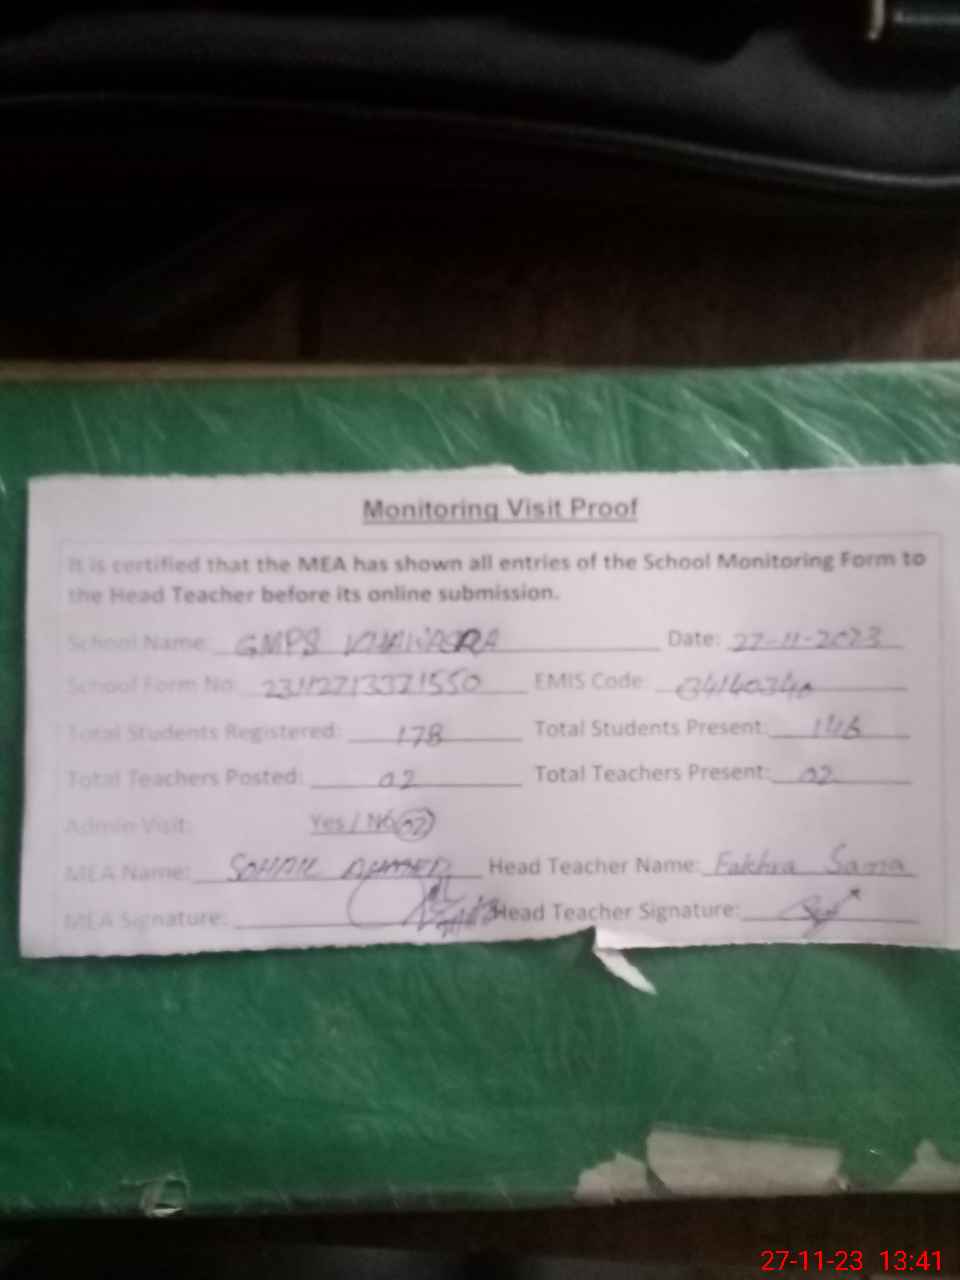 Monitoring Visit Proof
It is certified that the MEA has shown all entries of the School Monitoring Form to
the Head Teacher before its online submission.
School Name: GMPS Date: 27-11-2023
School Form No: EMIS Code:
Total Students Registered: 178 Total Students Present: 146
Total Teachers Posted: 02 Total Teachers Present: 02
Admin Visit: Yes / No 02
MEA Name: SOHAIL AHMED Head Teacher Name: Fakhra Sama
MEA Signature: Head Teacher Signature:
27-11-23 13:41